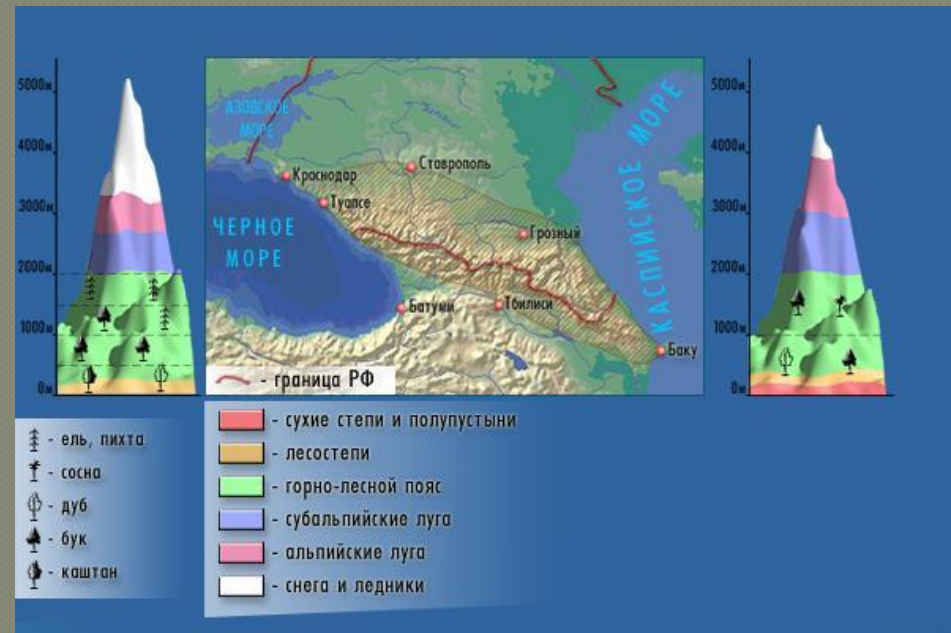 5000м
4000м
3000м
2000м
1000м
0м
АЗОВСКОЕ
МОРЕ
Ставрополь
Краснодар
Туапсе
ЧЕРНОЕ
МОРЕ
Грозный
КАСПИЙСКОЕ МОРЕ
Батуми
Тбилиси
Баку
- граница РФ
5000м
4000м
3000м
2000м
1000м
0м
- ель, пихта
- сосна
- дуб
- бук
- каштан
- сухие степи и полупустыни
- лесостепи
- горно-лесной пояс
- субальпийские луга
- альпийские луга
- снега и ледники